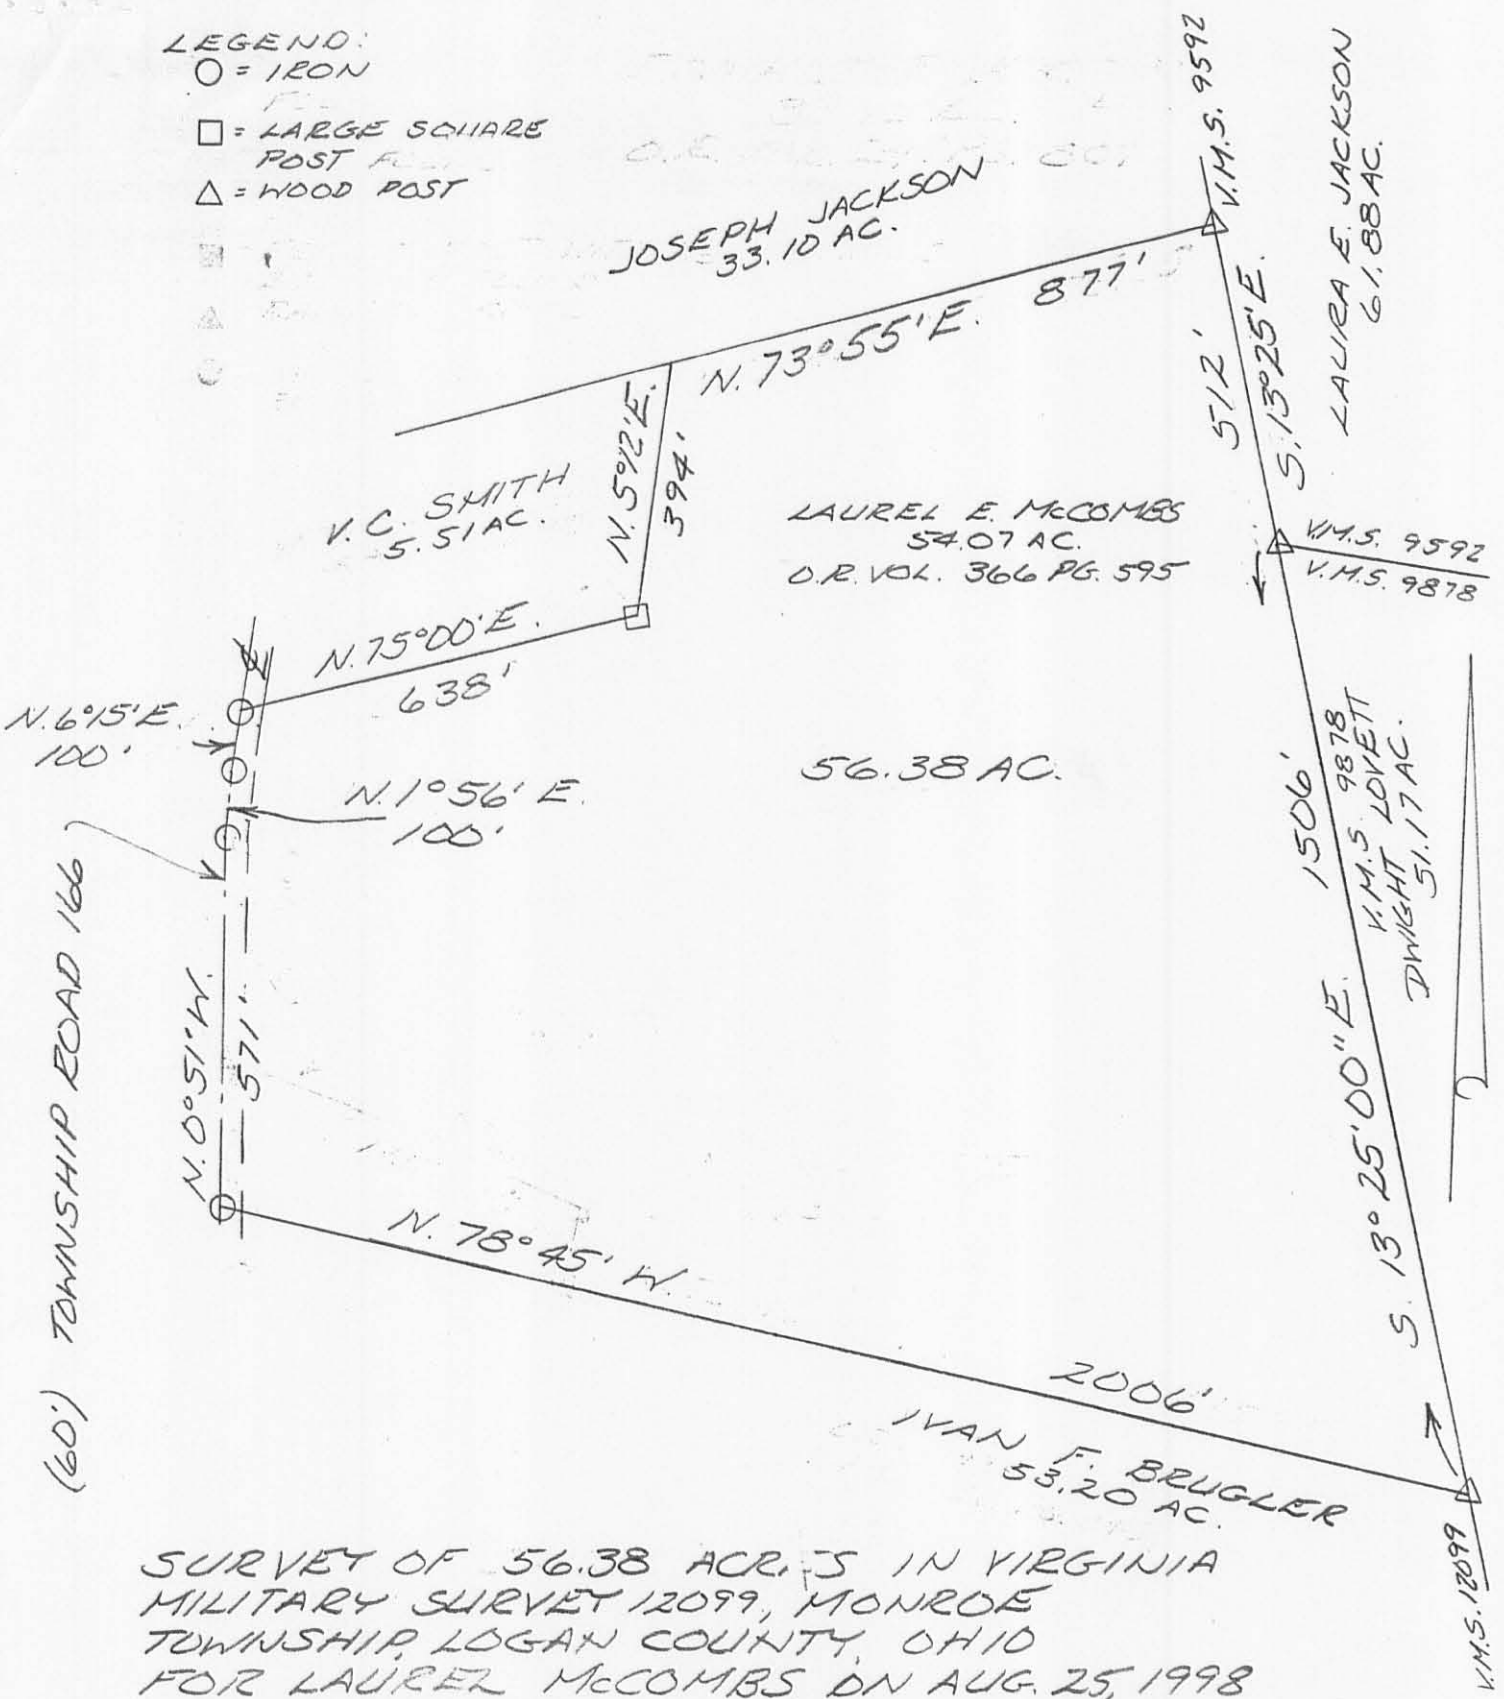 LEGEND:
○ = IRON
□ = LARGE SQUARE
POST
△ = WOOD POST
JOSEPH JACKSON
33.10 AC.
V.M.S. 9592
LAURA E. JACKSON
61.88 AC.
N. 73°55' E. 877'
512'
S. 13°25' E.
N. 5°12' E.
394'
V.C. SMITH
5.51 AC.
LAUREL E. McCOMBS
54.07 AC.
O.R. VOL. 366 PG. 595
V.M.S. 9592
V.M.S. 9878
N. 75°00' E.
638'
N. 6°15' E.
100'
N. 1°56' E.
100'
56.38 AC.
1506'
V.M.S. 9878
DWIGHT LOVETT
51.17 AC.
S. 13° 25' 00" E.
(60') TOWNSHIP ROAD 166
N. 0°51' W.
571'
N. 78°45' W.
2006'
IVAN F. BRUGLER
53.20 AC.
V.M.S. 12099
SURVEY OF 56.38 ACRES IN VIRGINIA
MILITARY SURVEY 12099, MONROE
TOWNSHIP, LOGAN COUNTY, OHIO
FOR LAUREL McCOMBS ON AUG. 25, 1998